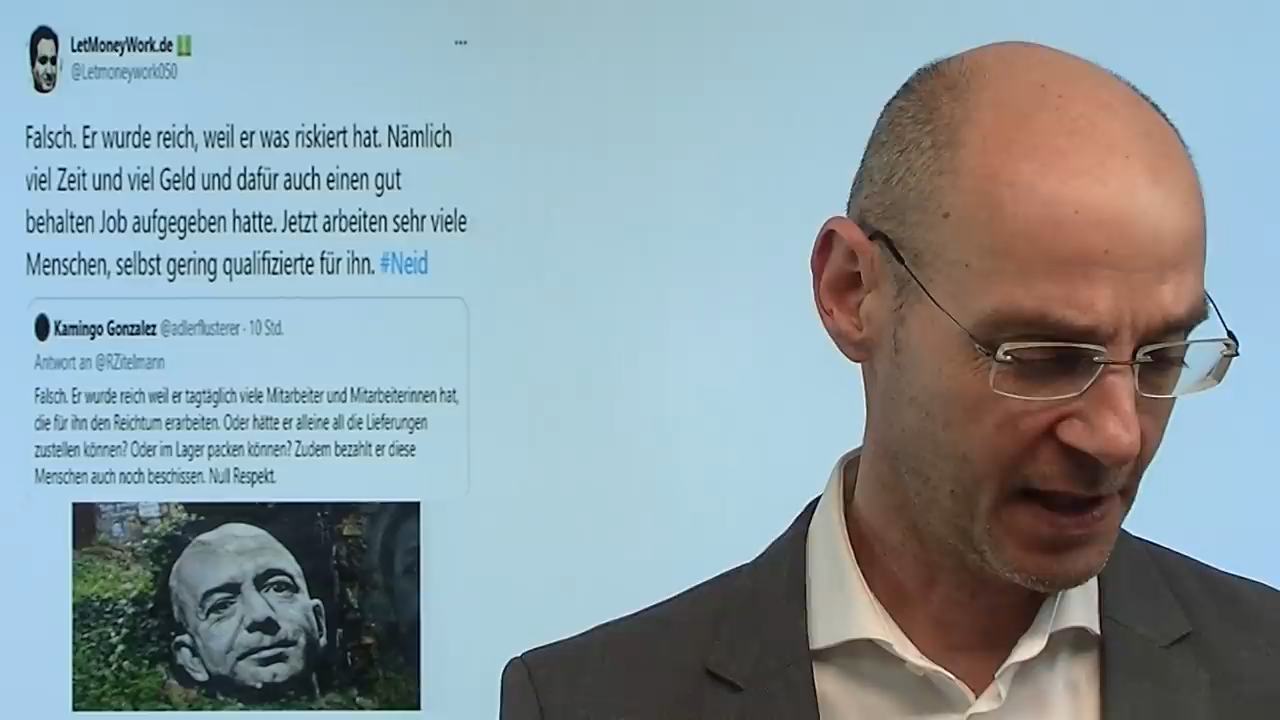 LetMoneyWork.de
@Letmoneywork050
Falsch. Er wurde reich, weil er was riskiert hat. Nämlich
viel Zeit und viel Geld und dafür auch einen gut
behalten Job aufgegeben hatte. Jetzt arbeiten sehr viele
Menschen, selbst gering qualifizierte für ihn. #Neid
Kamingo Gonzalez @adlerflusterer · 10 Std.
Antwort an @RZitelmann
Falsch. Er wurde reich weil er tagtäglich viele Mitarbeiter und Mitarbeiterinnen hat,
die für ihn den Reichtum erarbeiten. Oder hätte er alleine all die Lieferungen
zustellen können? Oder im Lager packen können? Zudem bezahlt er diese
Menschen auch noch beschissen. Null Respekt.